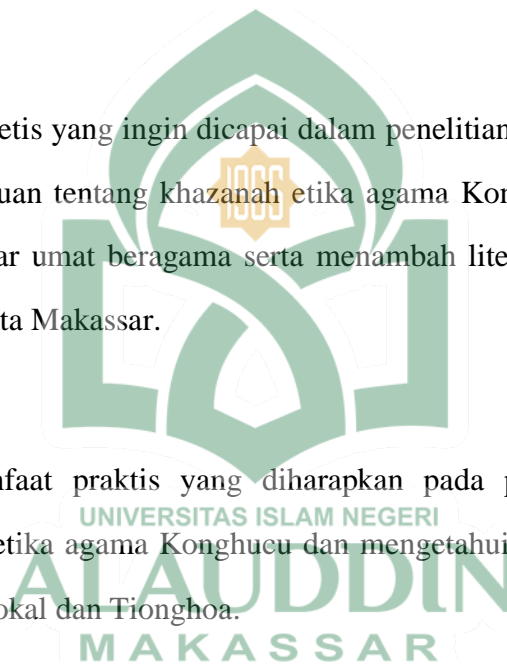 etis yang ingin dicapai dalam penelitian
uan tentang khazanah etika agama Kon
ar umat beragama serta menambah lite
ta Makassar.
nfaat praktis yang diharapkan pada p
UNIVERSITAS ISLAM NEGERI
etika agama Konghucu dan mengetahui
ALAUDDIN
okal dan Tionghoa.
MAKASSAR